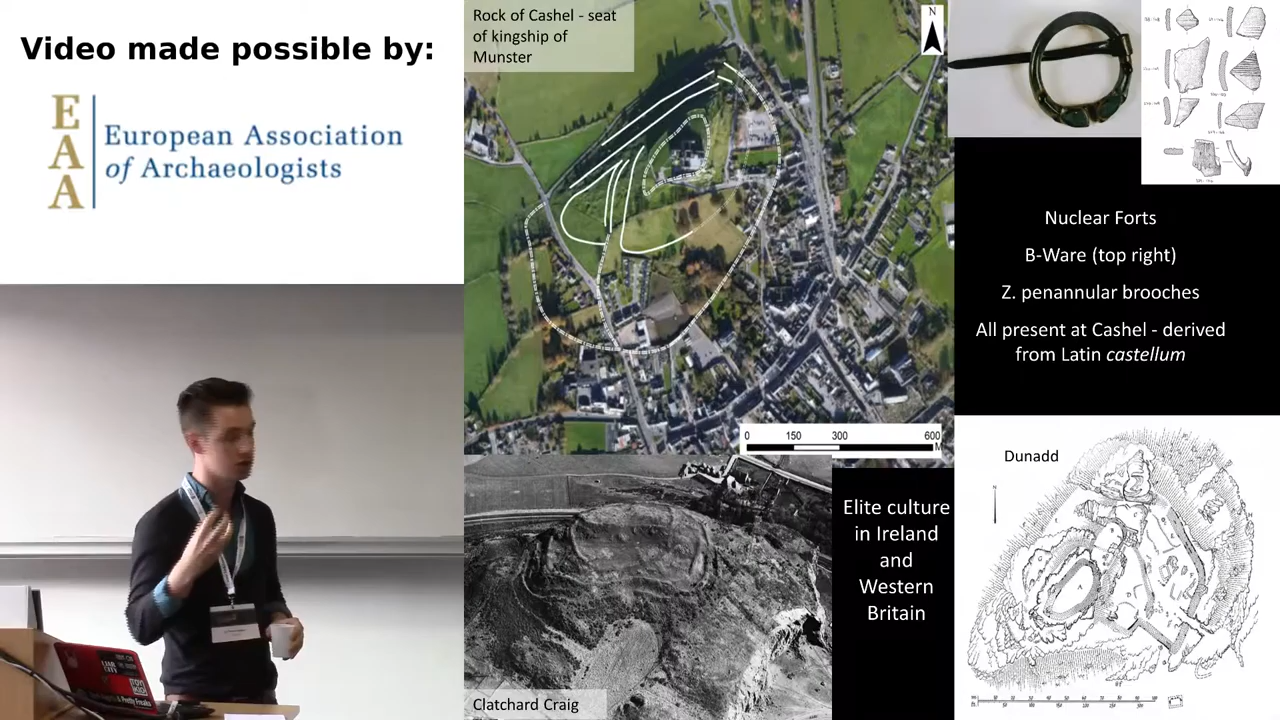 Video made possible by:
EAA
European Association
of Archaeologists
Rock of Cashel - seat
of kingship of
Munster
N
0 150 300 600
M
Nuclear Forts
B-Ware (top right)
Z. penannular brooches
All present at Cashel - derived
from Latin castellum
Elite culture
in Ireland
and
Western
Britain
Clatchard Craig
Dunadd
N